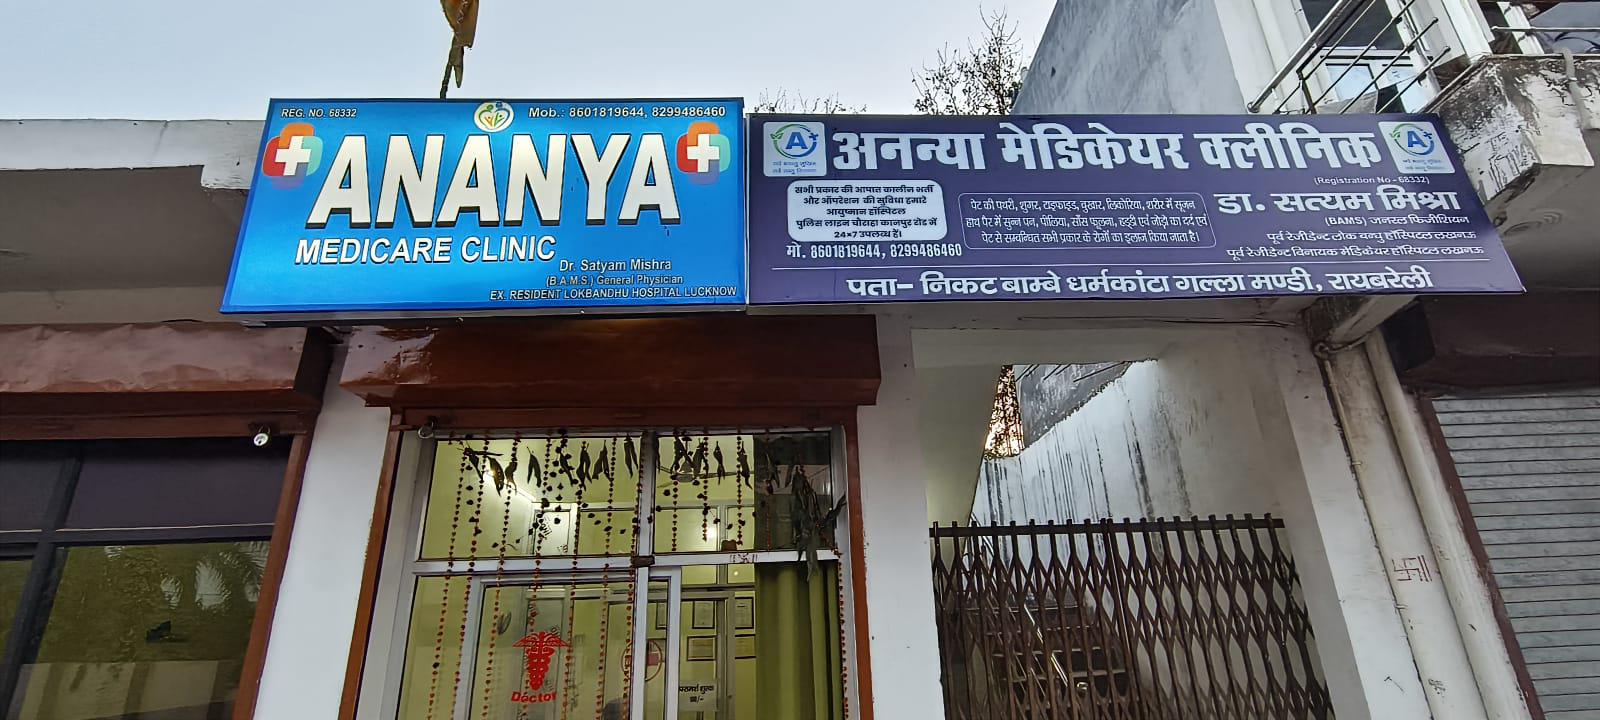 REG. NO. 68332
Mob.: 8601819644, 8299486460
ANANYA
MEDICARE CLINIC
Dr. Satyam Mishra
(B.A.M.S.) General Physician
EX. RESIDENT LOKBANDHU HOSPITAL LUCKNOW
अनन्या मेडिकेयर क्लीनिक
(Registration No - 68332)
सभी प्रकार की आपात कालीन भर्ती
और ऑपरेशन की सुविधा हमारे
आयुष्मान हॉस्पिटल
पुलिस लाइन चौराहा कानपुर रोड में
24×7 उपलब्ध हैं।
मो. 8601819644, 8299486460
पेट की पथरी, शुगर, टाइफाइड, बुखार, लिकोरिया, शरीर में सूजन
हाथ पैर में सुन्न पन, पीलिया, साँस फूलना, हड्डी एवं जोड़ो का दर्द एवं
पेट से सम्बन्धित सभी प्रकार के रोगों का इलाज किया जाता है।
डा. सत्यम मिश्रा
(BAMS) जनरल फिजीशियन
पूर्व रेजीडेन्ट लोक बन्धु हॉस्पिटल लखनऊ
पूर्व रेजीडेन्ट विनायक मेडिकेयर हॉस्पिटल लखनऊ
पता– निकट बाम्बे धर्मकांटा गल्ला मण्डी, रायबरेली
Doctor
परामर्श शुल्क